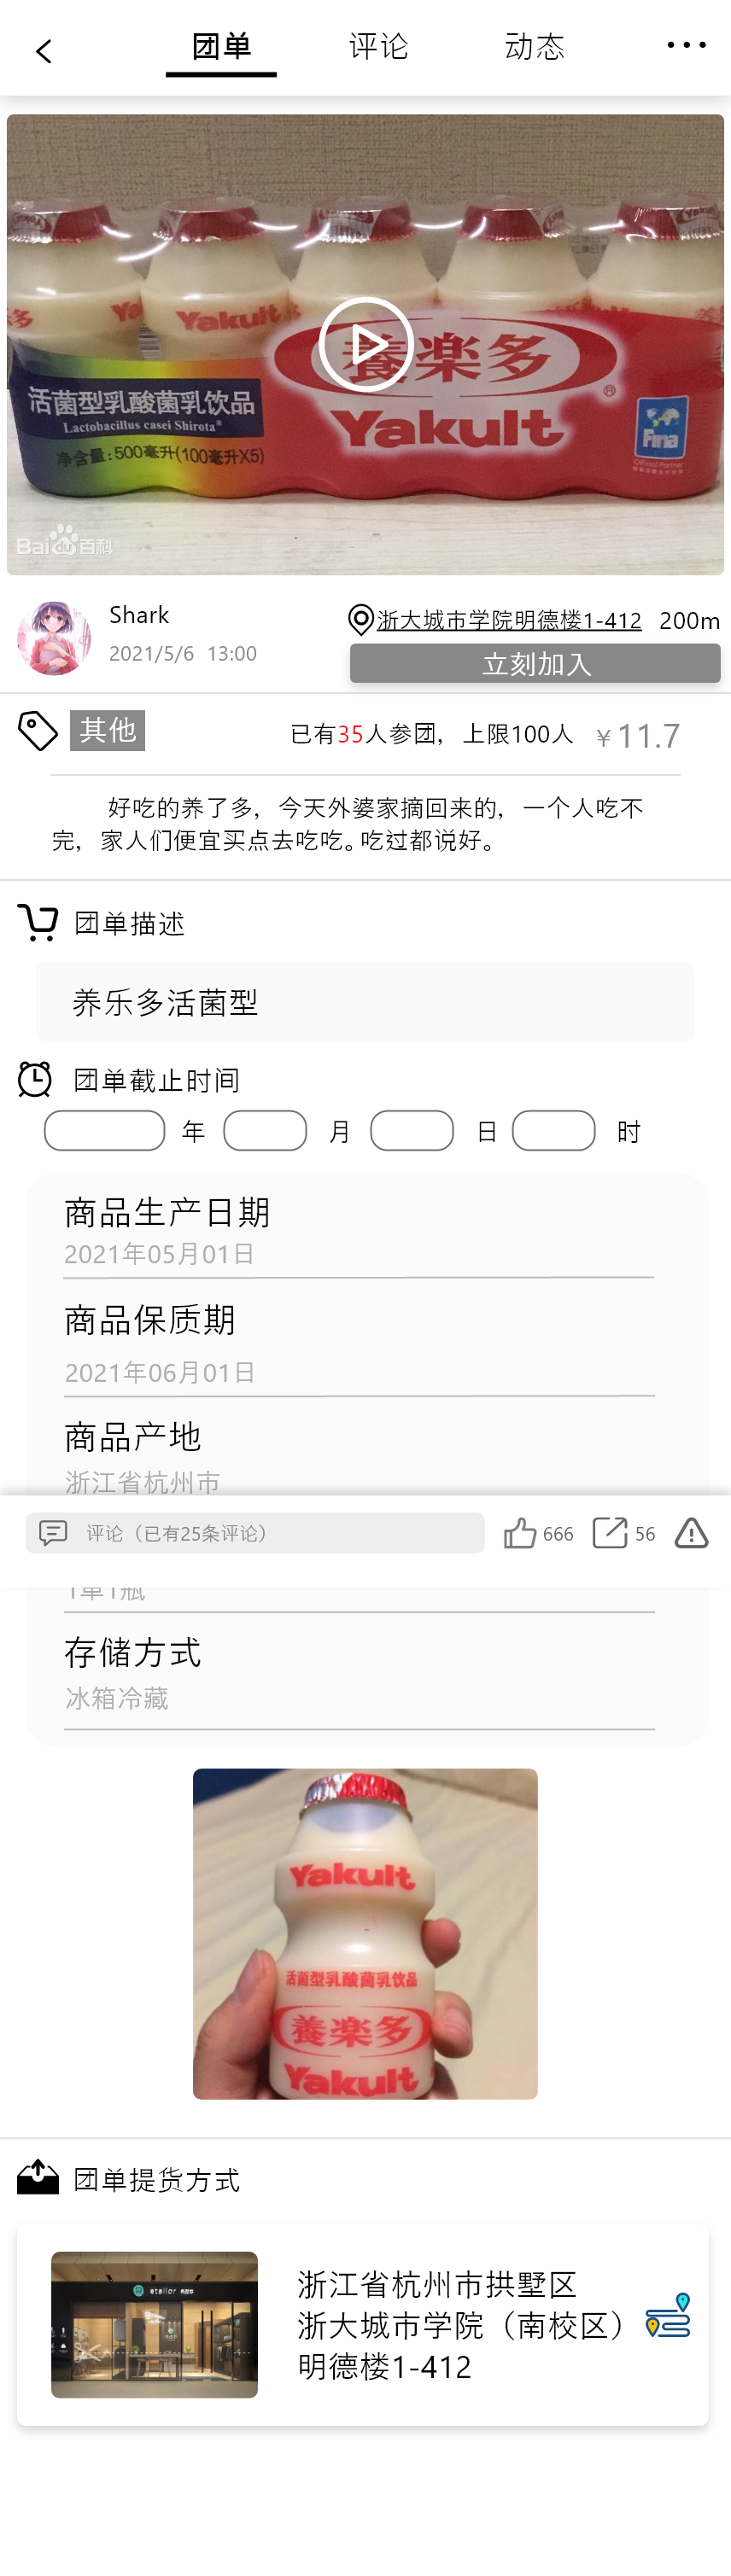 团单
评论
动态
Yakult
養楽多
Yakult
活菌型乳酸菌乳饮品
Lactobacillus casei Shirota®
净含量:500毫升(100毫升X5)
Fina
Official Partner
Bai百科
Shark
2021/5/6 13:00
浙大城市学院明德楼1-412 200m
立刻加入
其他
已有35人参团，上限100人 ￥11.7
好吃的养了多，今天外婆家摘回来的，一个人吃不
完，家人们便宜买点去吃吃。吃过都说好。
团单描述
养乐多活菌型
团单截止时间
年 月 日 时
商品生产日期
2021年05月01日
商品保质期
2021年06月01日
商品产地
浙江省杭州市
评论（已有25条评论）
666
56
1单1瓶
存储方式
冰箱冷藏
Yakult
活菌型乳酸菌乳饮品
養楽多
Yakult
团单提货方式
浙江省杭州市拱墅区
浙大城市学院（南校区）
明德楼1-412